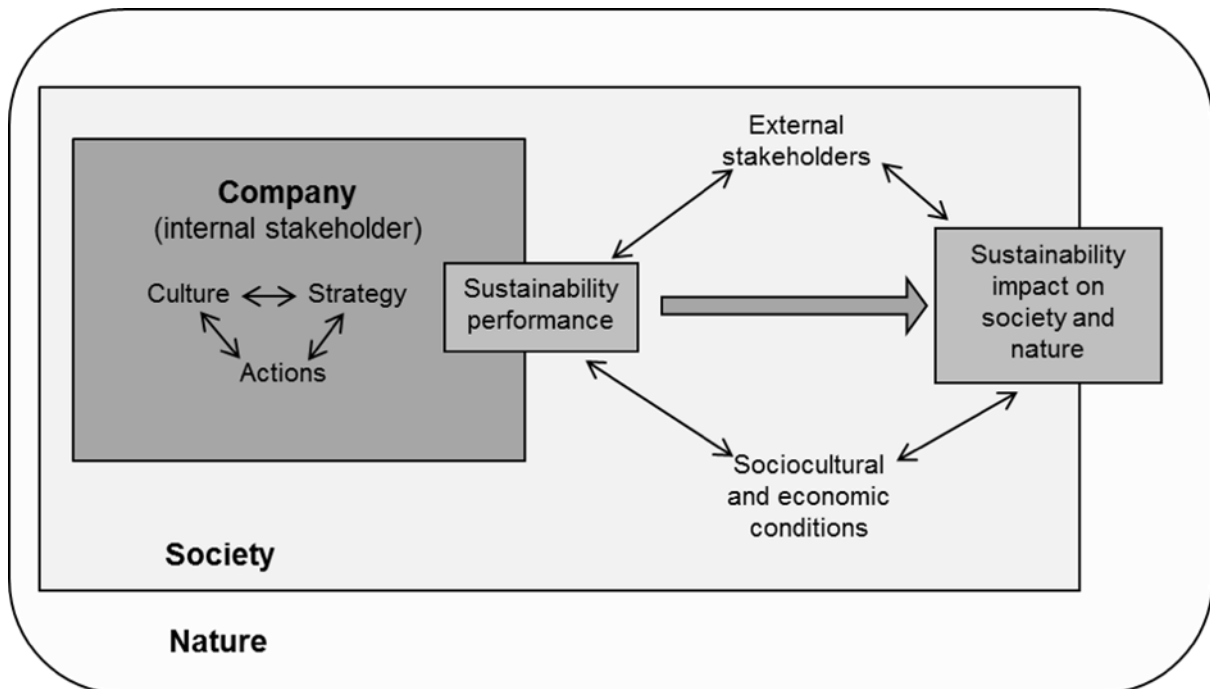 External
stakeholders
Company
(internal stakeholder)
Culture
Strategy
Actions
Sustainability
performance
Sustainability
impact on
society and
nature
Sociocultural
and economic
conditions
Society
Nature